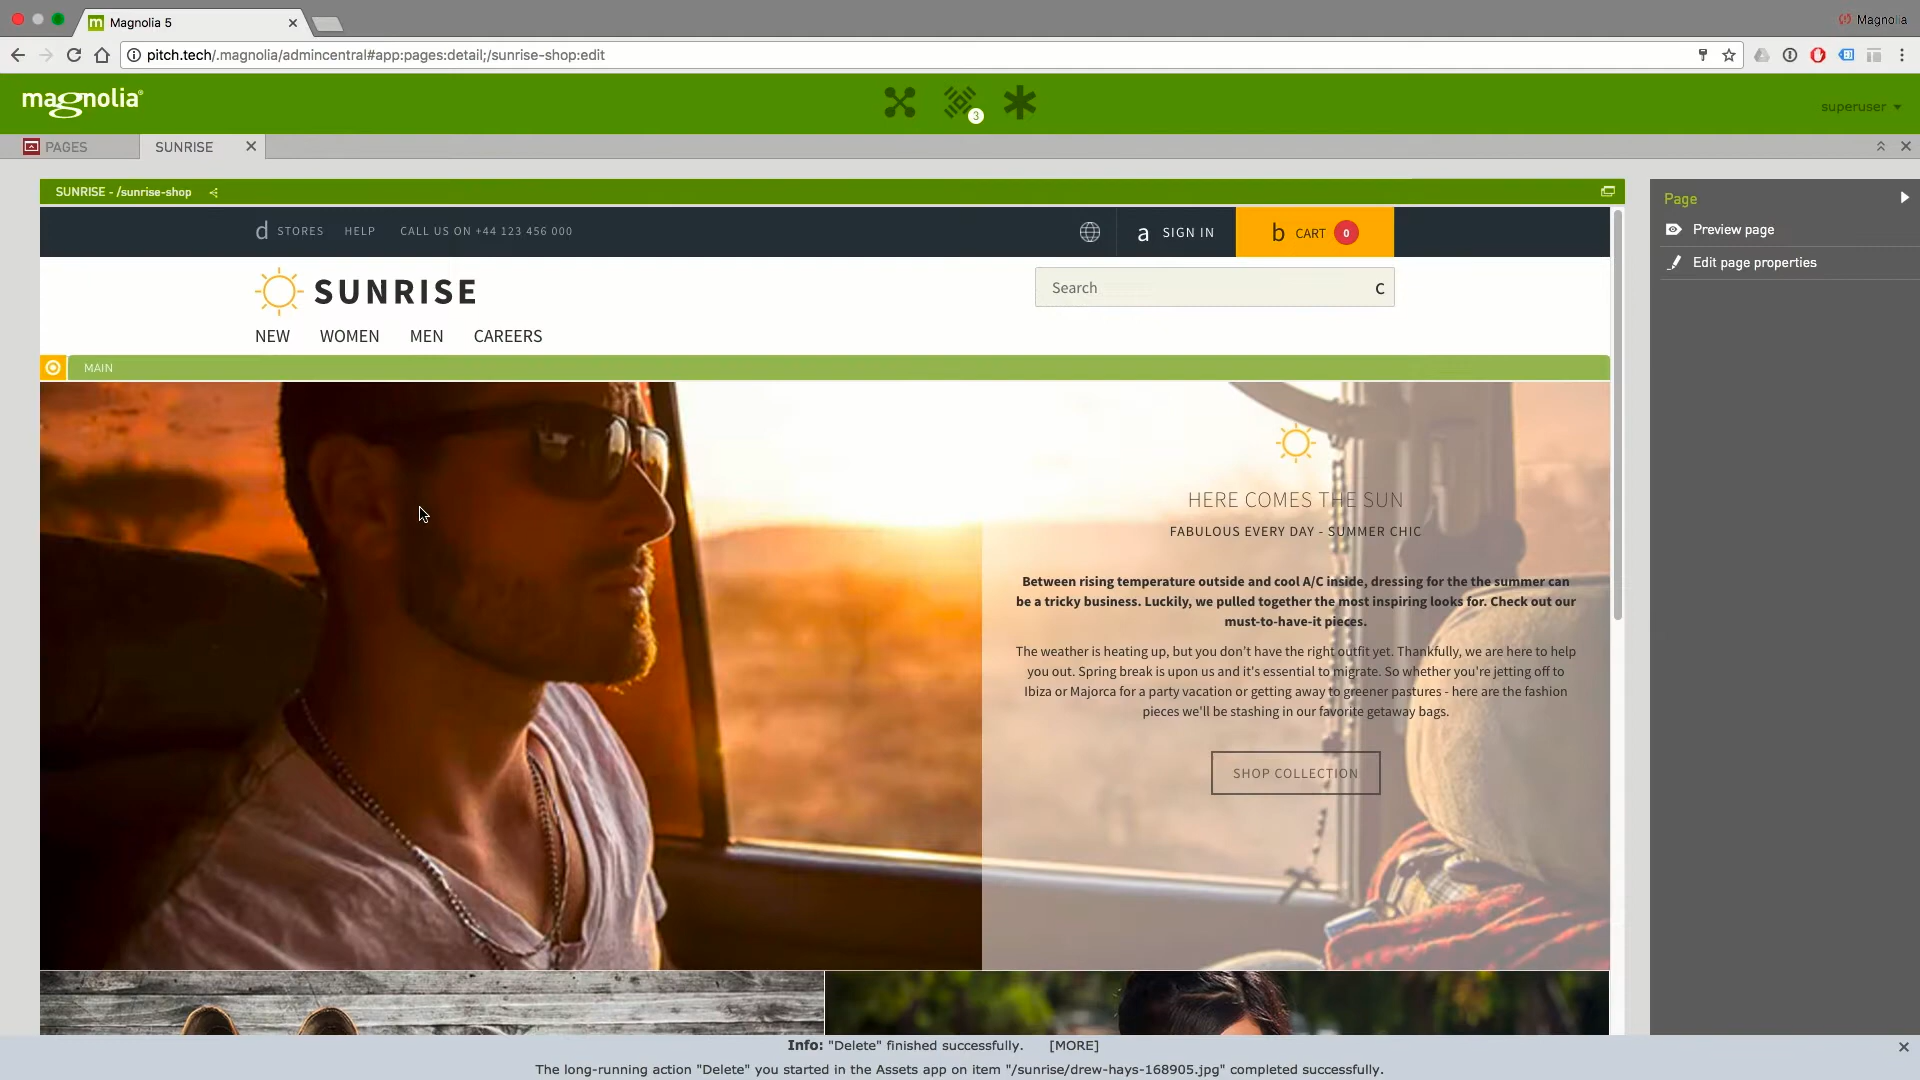 Magnolia 5
Magnolia
pitch.tech/.magnolia/admincentral#app:pages:detail;/sunrise-shop:edit
magnolia
3
superuser
PAGES
SUNRISE
SUNRISE - /sunrise-shop
Page
Preview page
Edit page properties
d STORES HELP CALL US ON +44 123 456 000
a SIGN IN
b CART 0
SUNRISE
Search C
NEW WOMEN MEN CAREERS
MAIN
HERE COMES THE SUN
FABULOUS EVERY DAY - SUMMER CHIC
Between rising temperature outside and cool A/C inside, dressing for the the summer can
be a tricky business. Luckily, we pulled together the most inspiring looks for. Check out our
must-to-have-it pieces.
The weather is heating up, but you don't have the right outfit yet. Thankfully, we are here to help
you out. Spring break is upon us and it's essential to migrate. So whether you're jetting off to
Ibiza or Majorca for a party vacation or getting away to greener pastures - here are the fashion
pieces we'll be stashing in our favorite getaway bags.
SHOP COLLECTION
Info: "Delete" finished successfully. [MORE]
The long-running action "Delete" you started in the Assets app on item "/sunrise/drew-hays-168905.jpg" completed successfully.